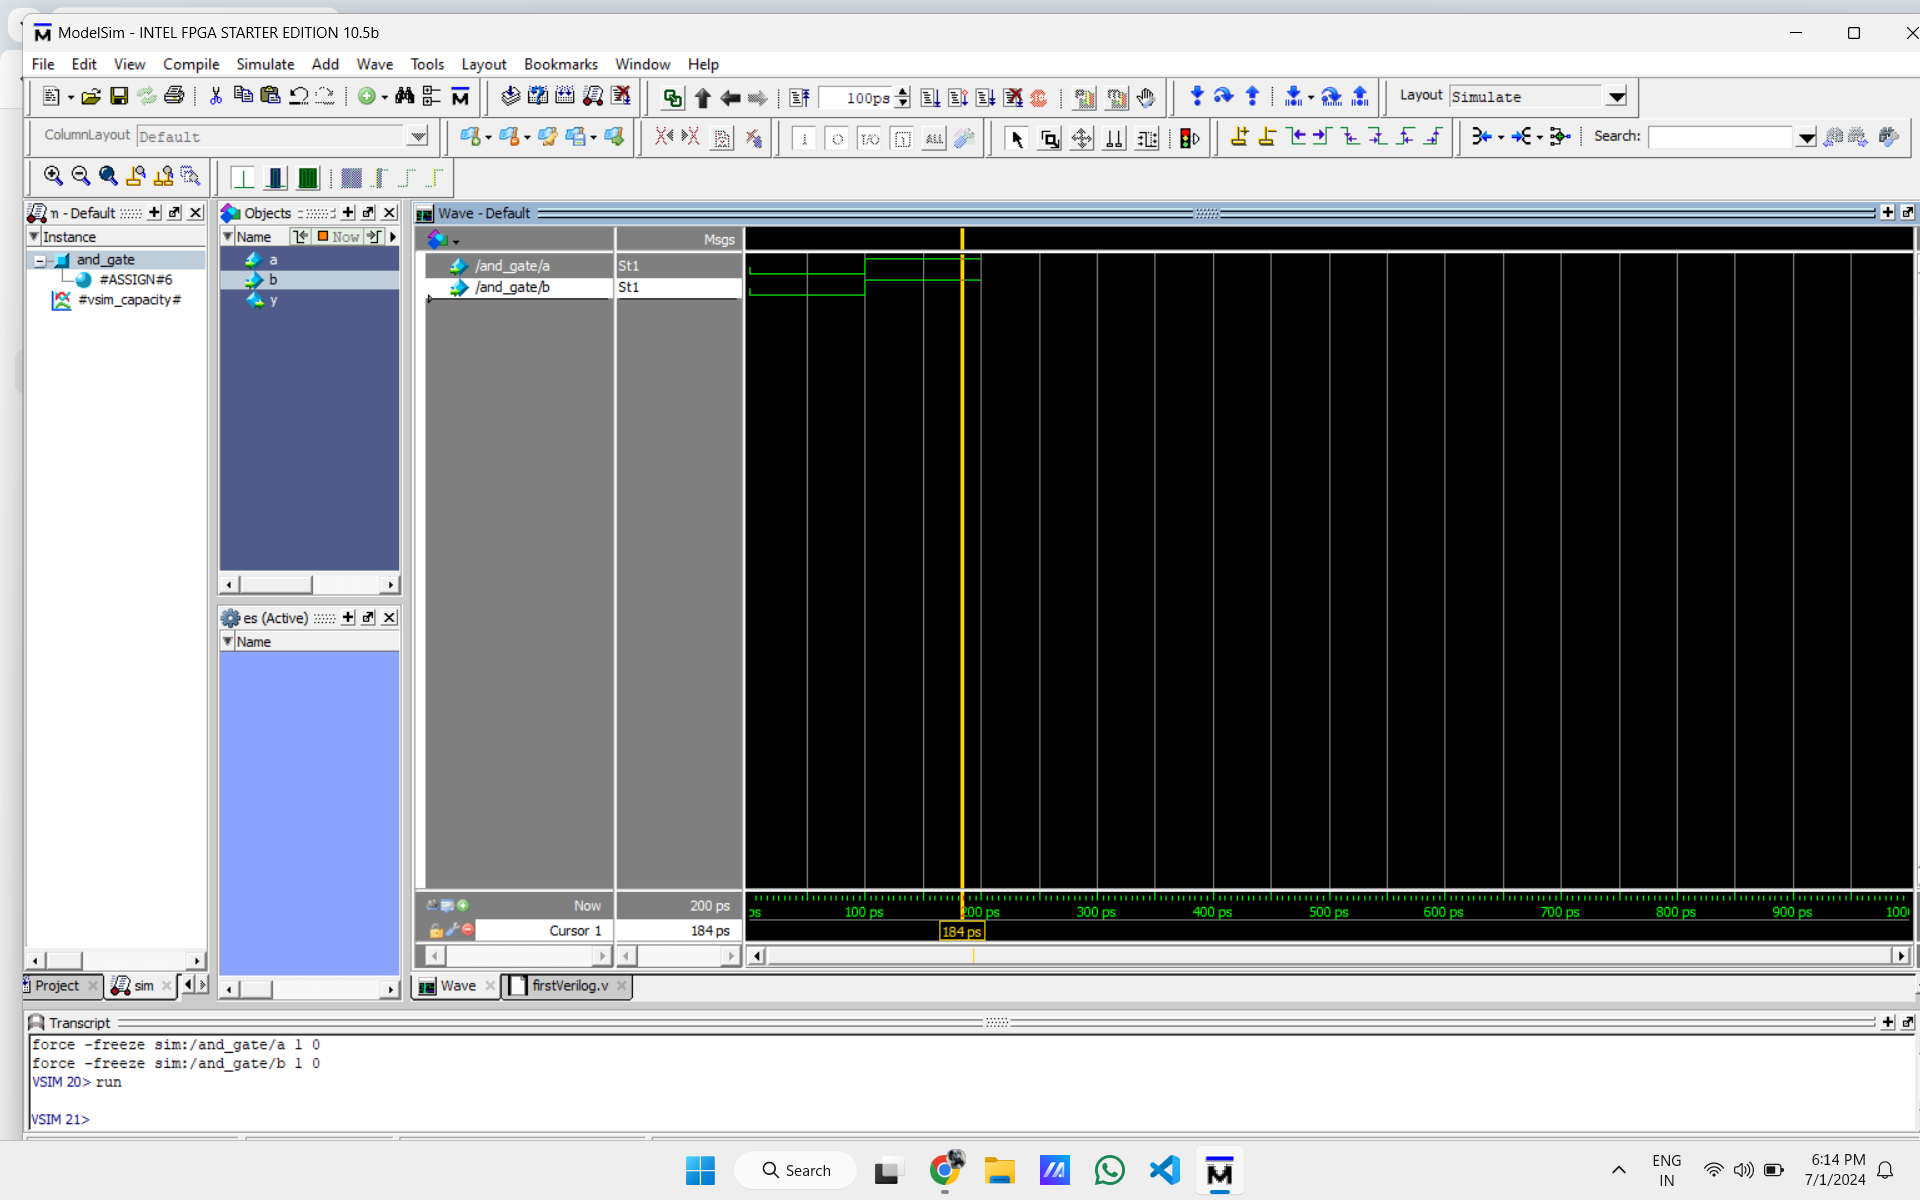 ModelSim - INTEL FPGA STARTER EDITION 10.5b
File Edit View Compile Simulate Add Wave Tools Layout Bookmarks Window Help
100ps
Layout Simulate
ColumnLayout Default
Search:
- Default
Objects
Wave - Default
Instance
Name
Now
Msgs
and_gate
#ASSIGN#6
#vsim_capacity#
a
b
y
/and_gate/a St1
/and_gate/b St1
es (Active)
Name
Now 200 ps
Cursor 1 184 ps
ps 100 ps 200 ps 300 ps 400 ps 500 ps 600 ps 700 ps 800 ps 900 ps 100
184 ps
Project sim
Wave firstVerilog.v
Transcript
force -freeze sim:/and_gate/a 1 0
force -freeze sim:/and_gate/b 1 0
VSIM 20> run
VSIM 21>
Search
ENG
IN
6:14 PM
7/1/2024